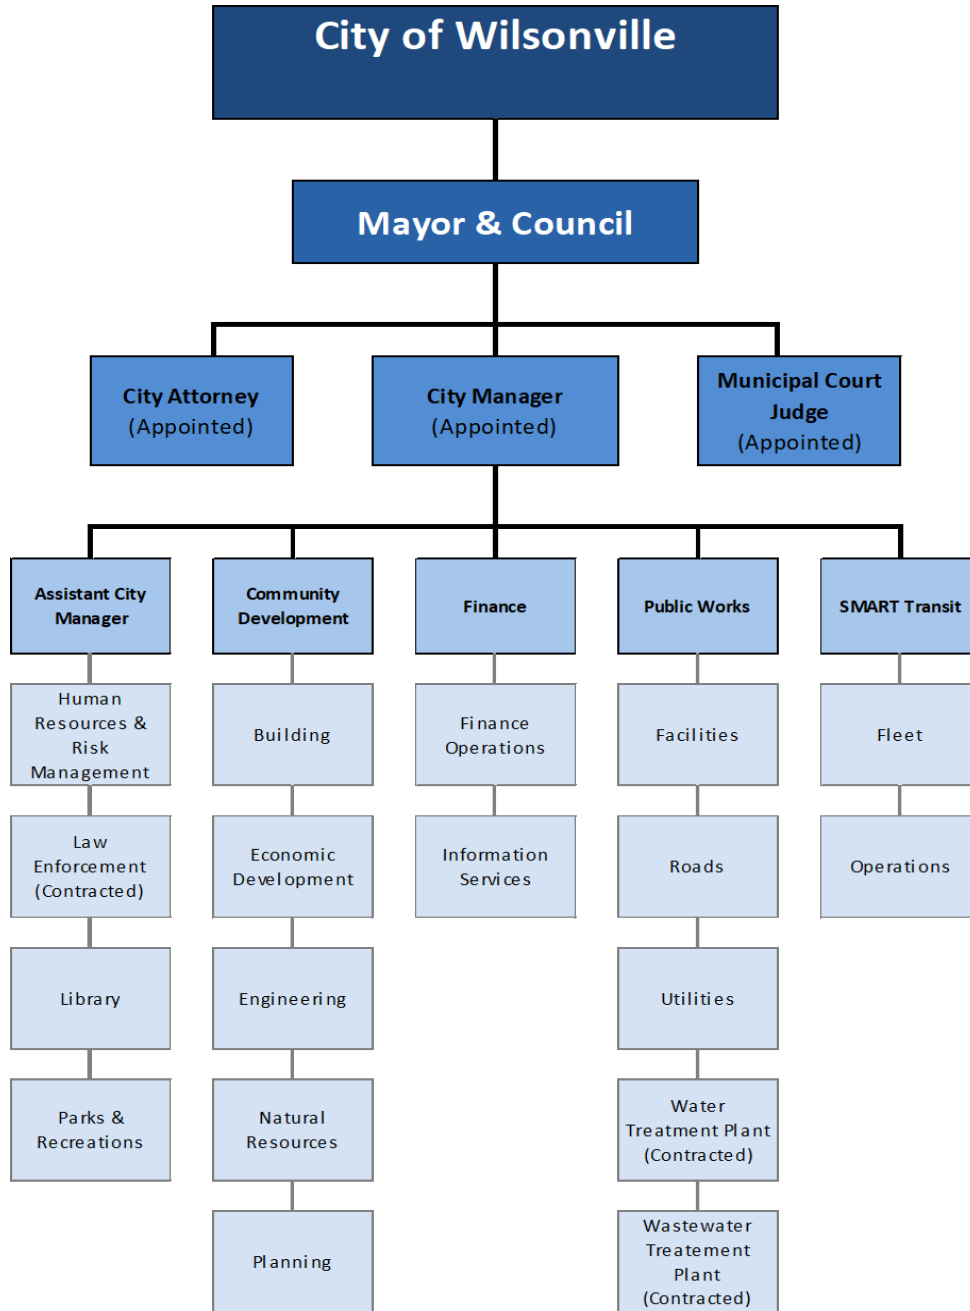 City of Wilsonville
Mayor & Council
City Attorney
(Appointed)
City Manager
(Appointed)
Municipal Court
Judge
(Appointed)
Assistant City
Manager
Community
Development
Finance
Public Works
SMART Transit
Human
Resources &
Risk
Management
Building
Finance
Operations
Facilities
Fleet
Law
Enforcement
(Contracted)
Economic
Development
Information
Services
Roads
Operations
Library
Engineering
Utilities
Parks &
Recreations
Natural
Resources
Water
Treatment Plant
(Contracted)
Planning
Wastewater
Treatement
Plant
(Contracted)